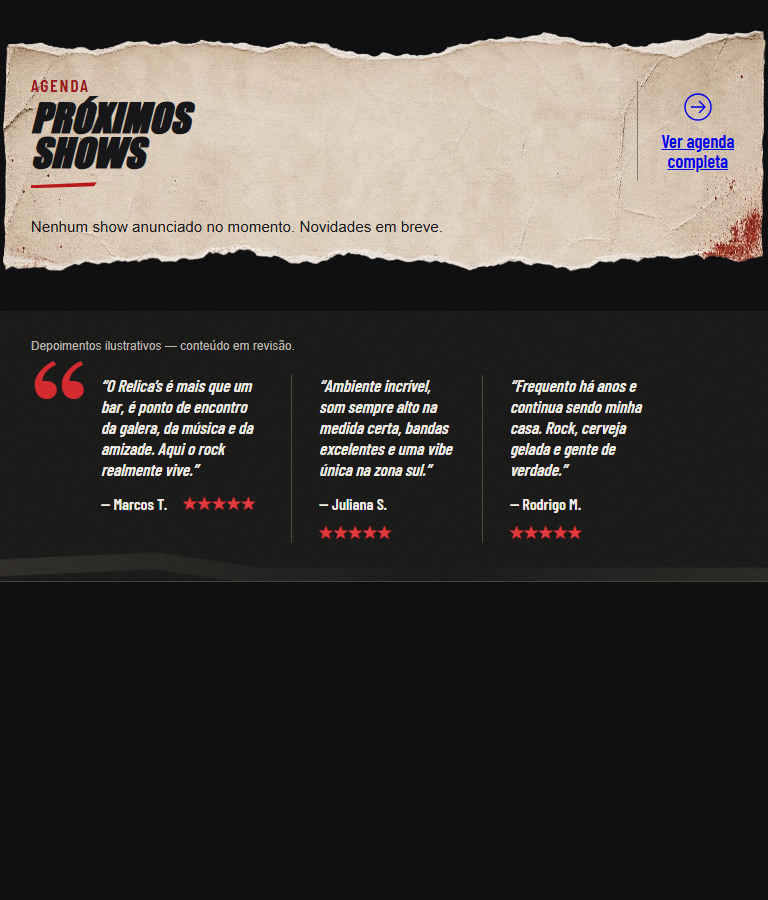 AGENDA
PRÓXIMOS
SHOWS
Ver agenda
completa
Nenhum show anunciado no momento. Novidades em breve.
Depoimentos ilustrativos — conteúdo em revisão.
“O Relica’s é mais que um
bar, é ponto de encontro
da galera, da música e da
amizade. Aqui o rock
realmente vive.”
— Marcos T. ★★★★★
“Ambiente incrível,
som sempre alto na
medida certa, bandas
excelentes e uma vibe
única na zona sul.”
— Juliana S.
★★★★★
“Frequento há anos e
continua sendo minha
casa. Rock, cerveja
gelada e gente de
verdade.”
— Rodrigo M.
★★★★★